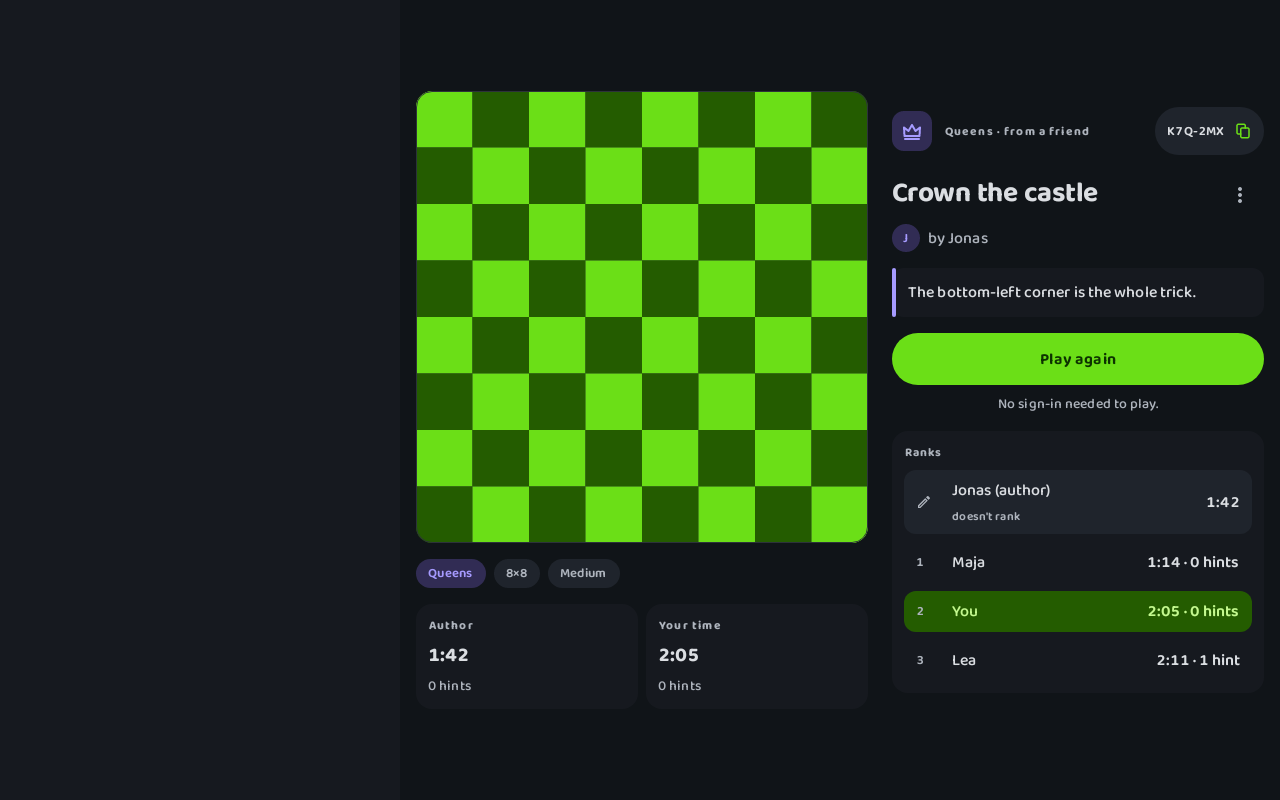 Queens · from a friend
K7Q-2MX
Crown the castle
J
by Jonas
The bottom-left corner is the whole trick.
Play again
No sign-in needed to play.
Ranks
Jonas (author)
doesn't rank
1:42
1 Maja 1:14 · 0 hints
2 You 2:05 · 0 hints
3 Lea 2:11 · 1 hint
Queens
8×8
Medium
Author
1:42
0 hints
Your time
2:05
0 hints